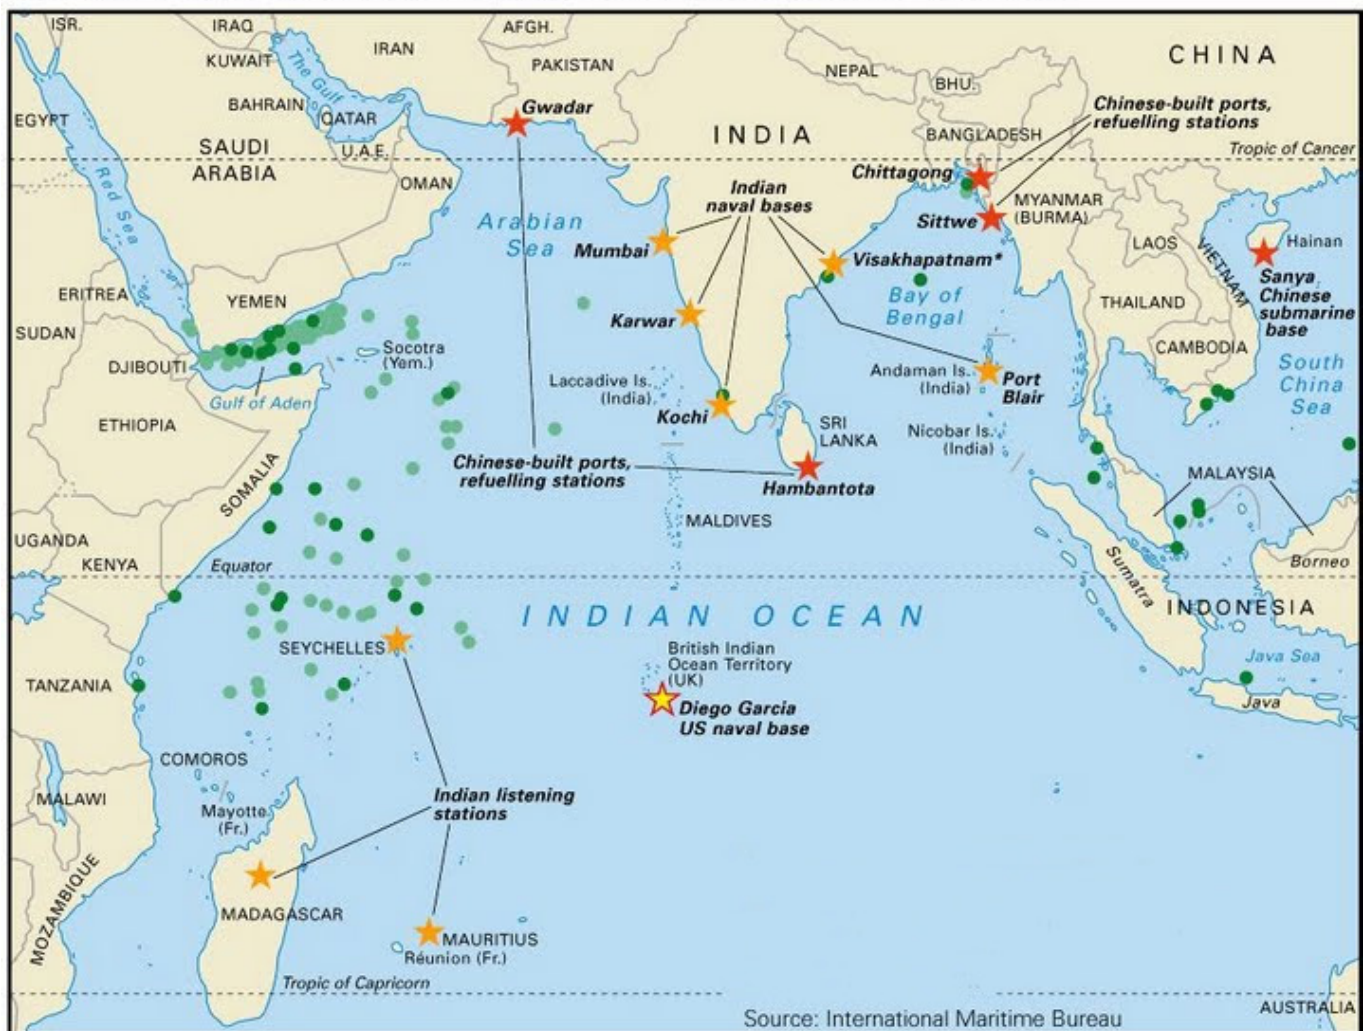 ISR.
IRAQ
KUWAIT
IRAN
AFGH.
PAKISTAN
NEPAL
BHU.
CHINA
EGYPT
BAHRAIN
The Gulf
QATAR
U.A.E.
SAUDI
ARABIA
OMAN
Gwadar
INDIA
BANGLADESH
Chinese-built ports,
refuelling stations
Tropic of Cancer
Red Sea
Arabian
Sea
Indian
naval bases
Chittagong
Sittwe
MYANMAR
(BURMA)
LAOS
VIETNAM
Hainan
Sanya
Chinese
submarine
base
Mumbai
Visakhapatnam*
Bay of
Bengal
THAILAND
CAMBODIA
South
China
Sea
ERITREA
YEMEN
SUDAN
DJIBOUTI
Socotra
(Yem.)
Gulf of Aden
ETHIOPIA
Karwar
Laccadive Is.
(India)
Kochi
SRI
LANKA
Andaman Is.
(India)
Port
Blair
Nicobar Is.
(India)
SOMALIA
Chinese-built ports,
refuelling stations
Hambantota
MALAYSIA
MALDIVES
UGANDA
KENYA
Equator
Sumatra
Borneo
INDIAN OCEAN
INDONESIA
SEYCHELLES
British Indian
Ocean Territory
(UK)
Diego Garcia
US naval base
Java Sea
Java
TANZANIA
COMOROS
Mayotte
(Fr.)
MALAWI
MOZAMBIQUE
Indian listening
stations
MADAGASCAR
MAURITIUS
Réunion (Fr.)
Tropic of Capricorn
AUSTRALIA
Source: International Maritime Bureau